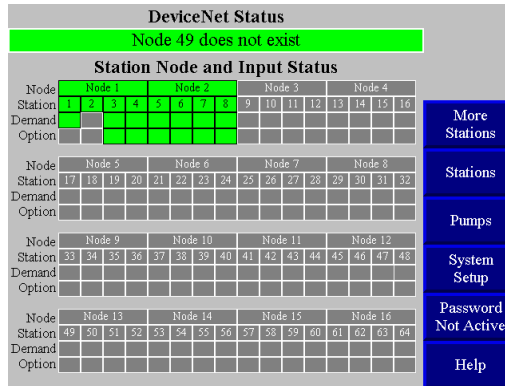 DeviceNet Status
Node 49 does not exist
Station Node and Input Status
Node Node 1 Node 2 Node 3 Node 4
Station 1 2 3 4 5 6 7 8 9 10 11 12 13 14 15 16
Demand
Option
Node Node 5 Node 6 Node 7 Node 8
Station 17 18 19 20 21 22 23 24 25 26 27 28 29 30 31 32
Demand
Option
Node Node 9 Node 10 Node 11 Node 12
Station 33 34 35 36 37 38 39 40 41 42 43 44 45 46 47 48
Demand
Option
Node Node 13 Node 14 Node 15 Node 16
Station 49 50 51 52 53 54 55 56 57 58 59 60 61 62 63 64
Demand
Option
More
Stations
Stations
Pumps
System
Setup
Password
Not Active
Help